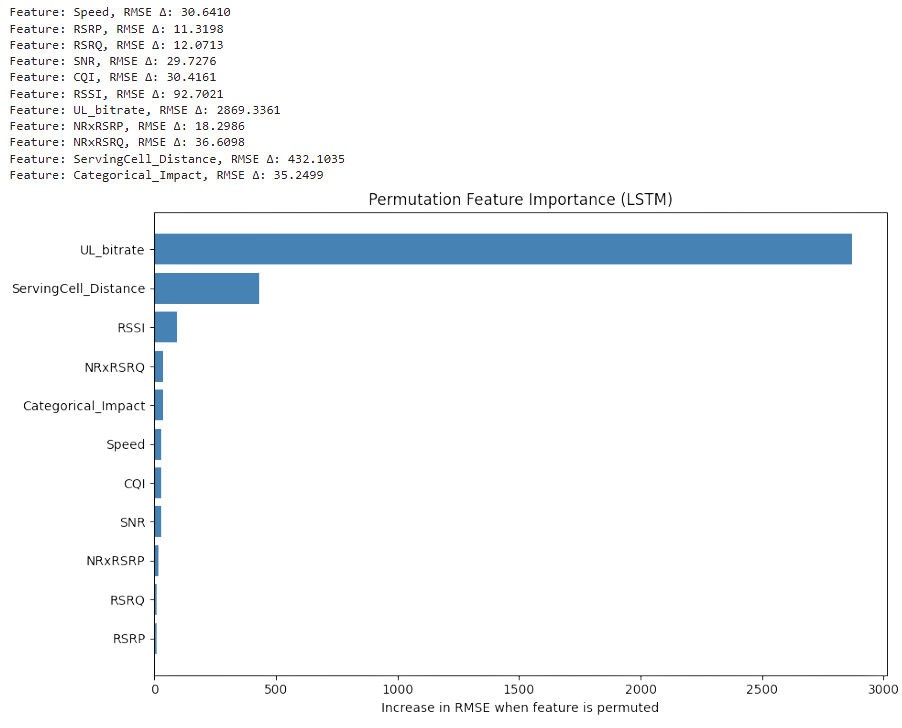 Feature: Speed, RMSE Δ: 30.6410
Feature: RSRP, RMSE Δ: 11.3198
Feature: RSRQ, RMSE Δ: 12.0713
Feature: SNR, RMSE Δ: 29.7276
Feature: CQI, RMSE Δ: 30.4161
Feature: RSSI, RMSE Δ: 92.7021
Feature: UL_bitrate, RMSE Δ: 2869.3361
Feature: NRxRSRP, RMSE Δ: 18.2986
Feature: NRxRSRQ, RMSE Δ: 36.6098
Feature: ServingCell_Distance, RMSE Δ: 432.1035
Feature: Categorical_Impact, RMSE Δ: 35.2499
Permutation Feature Importance (LSTM)
UL_bitrate
ServingCell_Distance
RSSI
NRxRSRQ
Categorical_Impact
Speed
CQI
SNR
NRxRSRP
RSRQ
RSRP
0 500 1000 1500 2000 2500 3000
Increase in RMSE when feature is permuted